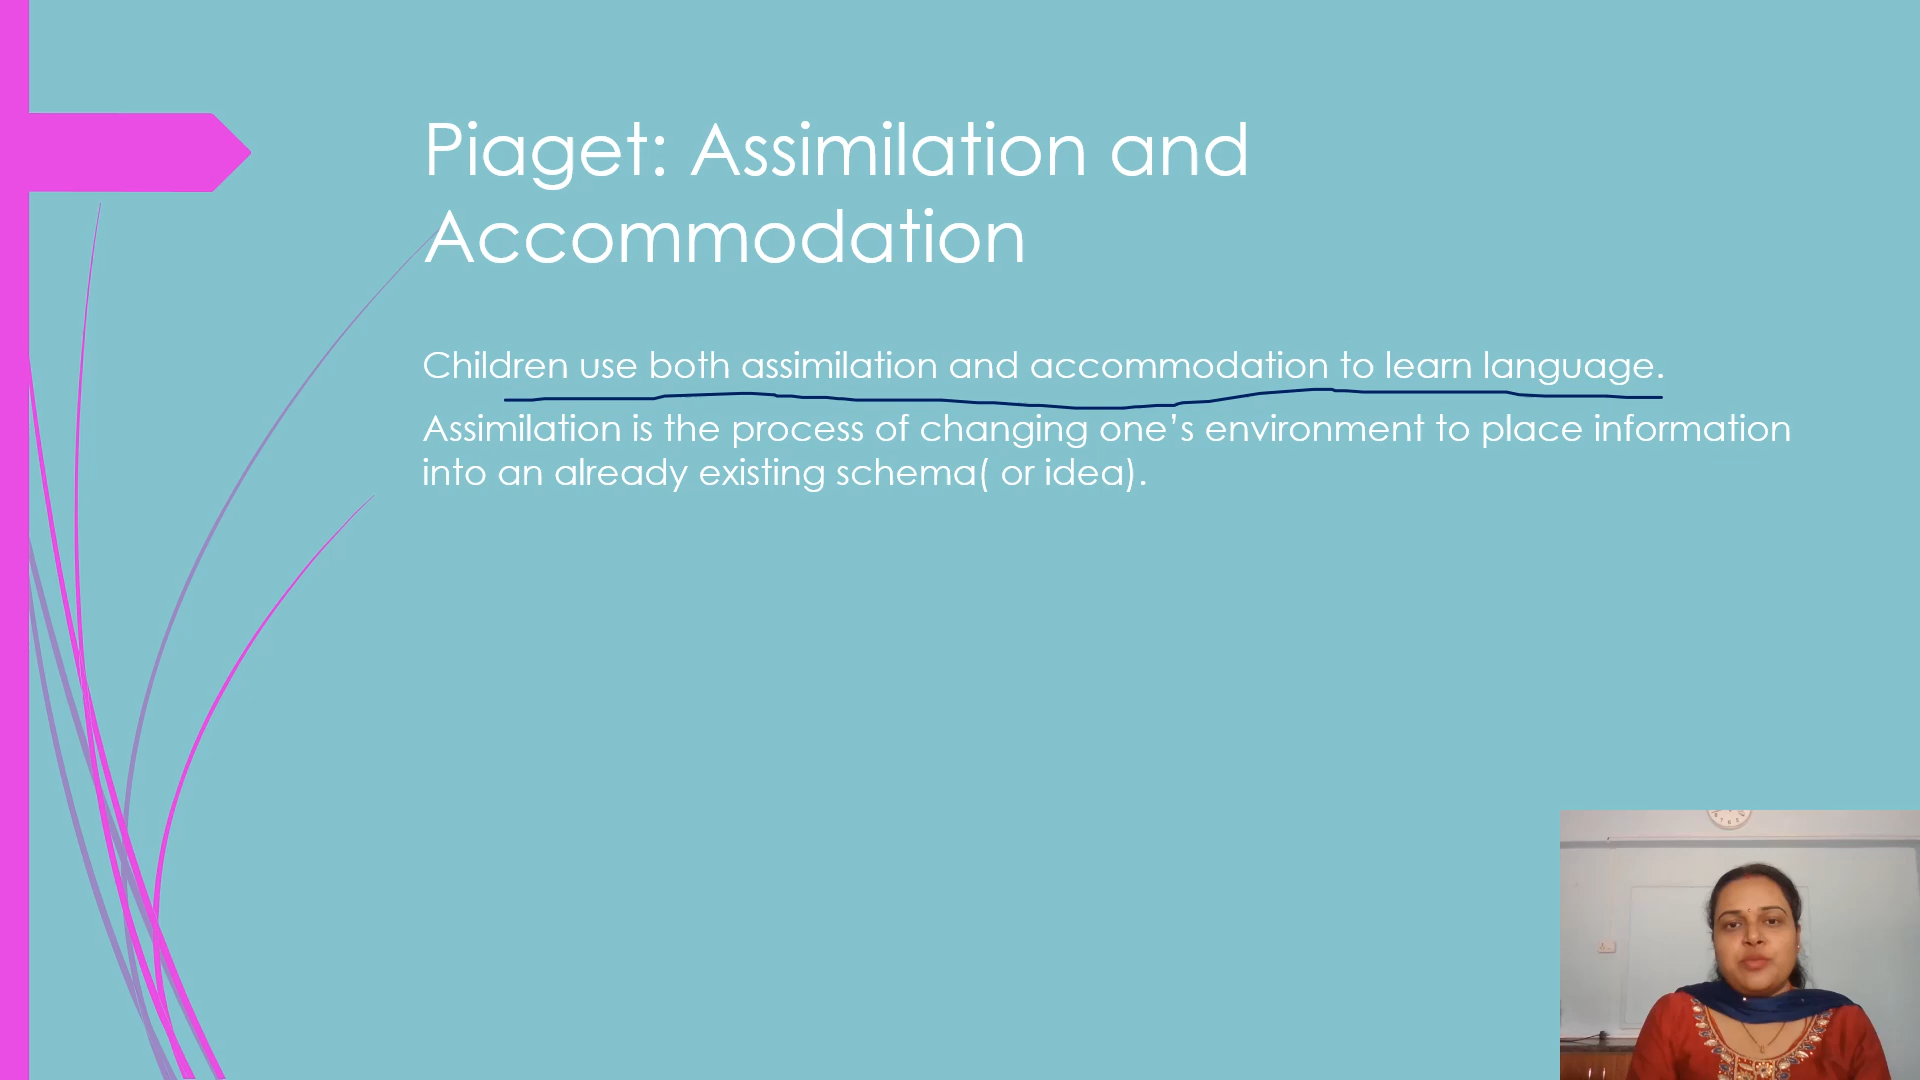 Piaget: Assimilation and
Accommodation
Children use both assimilation and accommodation to learn language.
Assimilation is the process of changing one’s environment to place information
into an already existing schema( or idea).